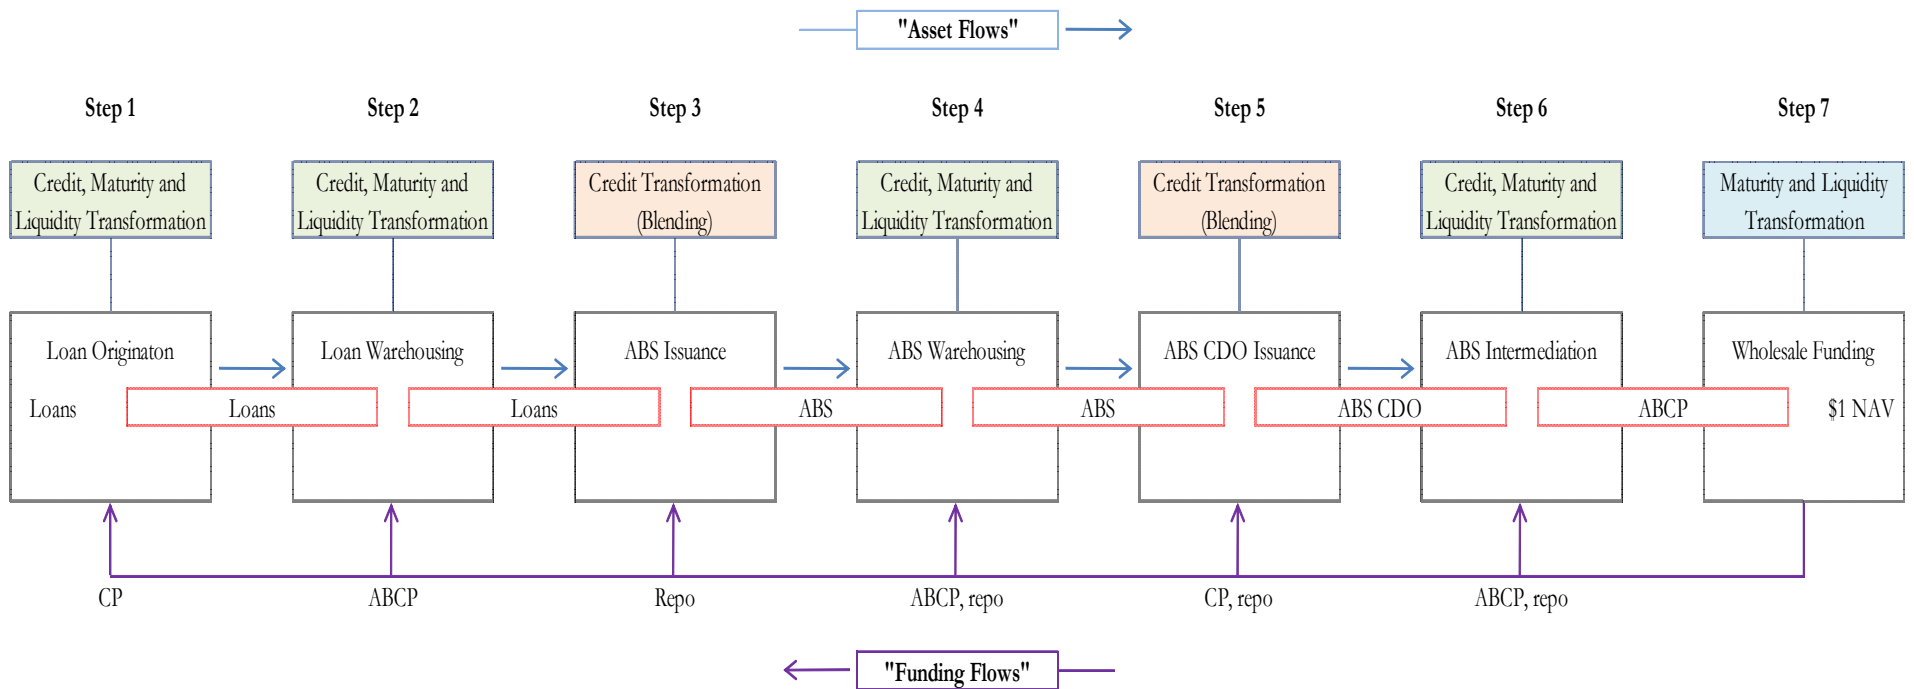 "Asset Flows"
Step 1
Step 2
Step 3
Step 4
Step 5
Step 6
Step 7
Credit, Maturity and
Liquidity Transformation
Credit, Maturity and
Liquidity Transformation
Credit Transformation
(Blending)
Credit, Maturity and
Liquidity Transformation
Credit Transformation
(Blending)
Credit, Maturity and
Liquidity Transformation
Maturity and Liquidity
Transformation
Loan Originaton
Loan Warehousing
ABS Issuance
ABS Warehousing
ABS CDO Issuance
ABS Intermediation
Wholesale Funding
Loans
Loans
Loans
ABS
ABS
ABS CDO
ABCP
$1 NAV
CP
ABCP
Repo
ABCP, repo
CP, repo
ABCP, repo
"Funding Flows"